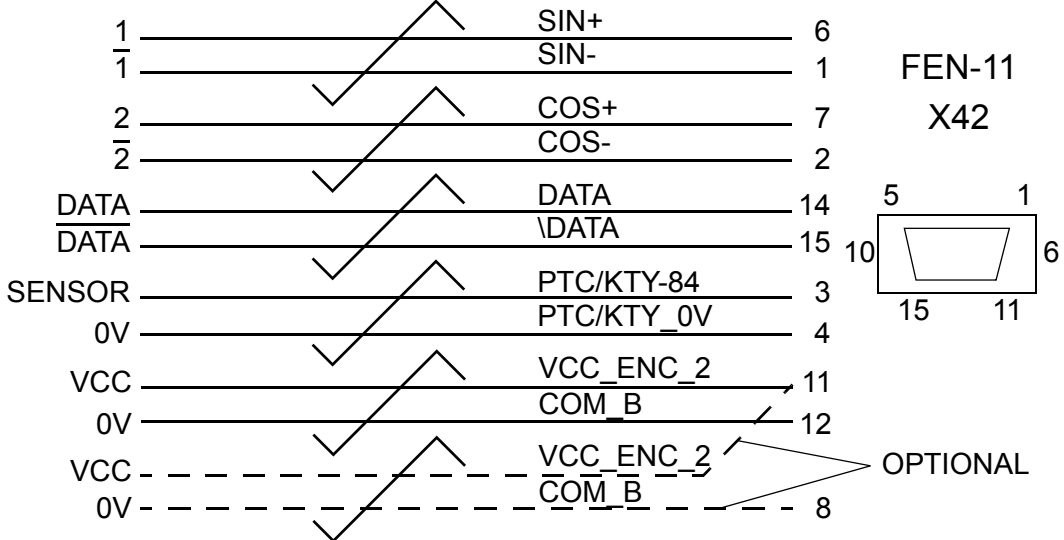 1 SIN+ 6
1̅ SIN- 1
FEN-11
X42
2 COS+ 7
2̅ COS- 2
DATA DATA 14
D̅A̅T̅A̅ \DATA 15
5 1
10 6
15 11
SENSOR PTC/KTY-84 3
0V PTC/KTY_0V 4
VCC VCC_ENC_2 11
0V COM_B 12
VCC VCC_ENC_2
OPTIONAL
0V COM_B 8